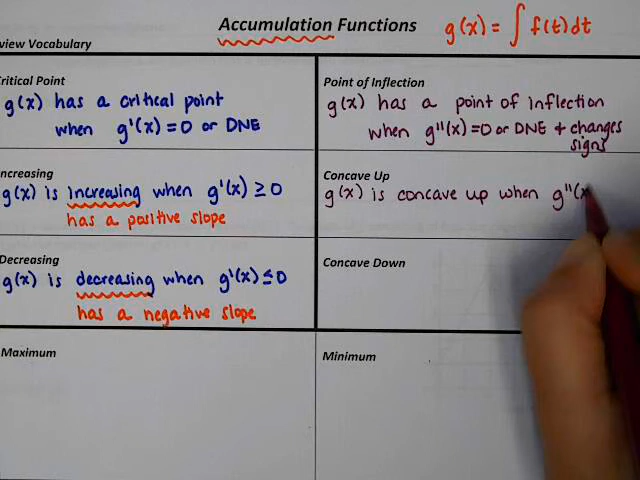 Accumulation Functions g(x) = ∫ f(t) dt
view Vocabulary
Critical Point
g(x) has a critical point
when g'(x) = 0 or DNE
Point of Inflection
g(x) has a point of inflection
when g"(x) = 0 or DNE + changes
signs
ncreasing
g(x) is increasing when g'(x) ≥ 0
has a positive slope
Concave Up
g(x) is concave up when g"(x
Decreasing
g(x) is decreasing when g'(x) ≤ 0
has a negative slope
Concave Down
Maximum
Minimum